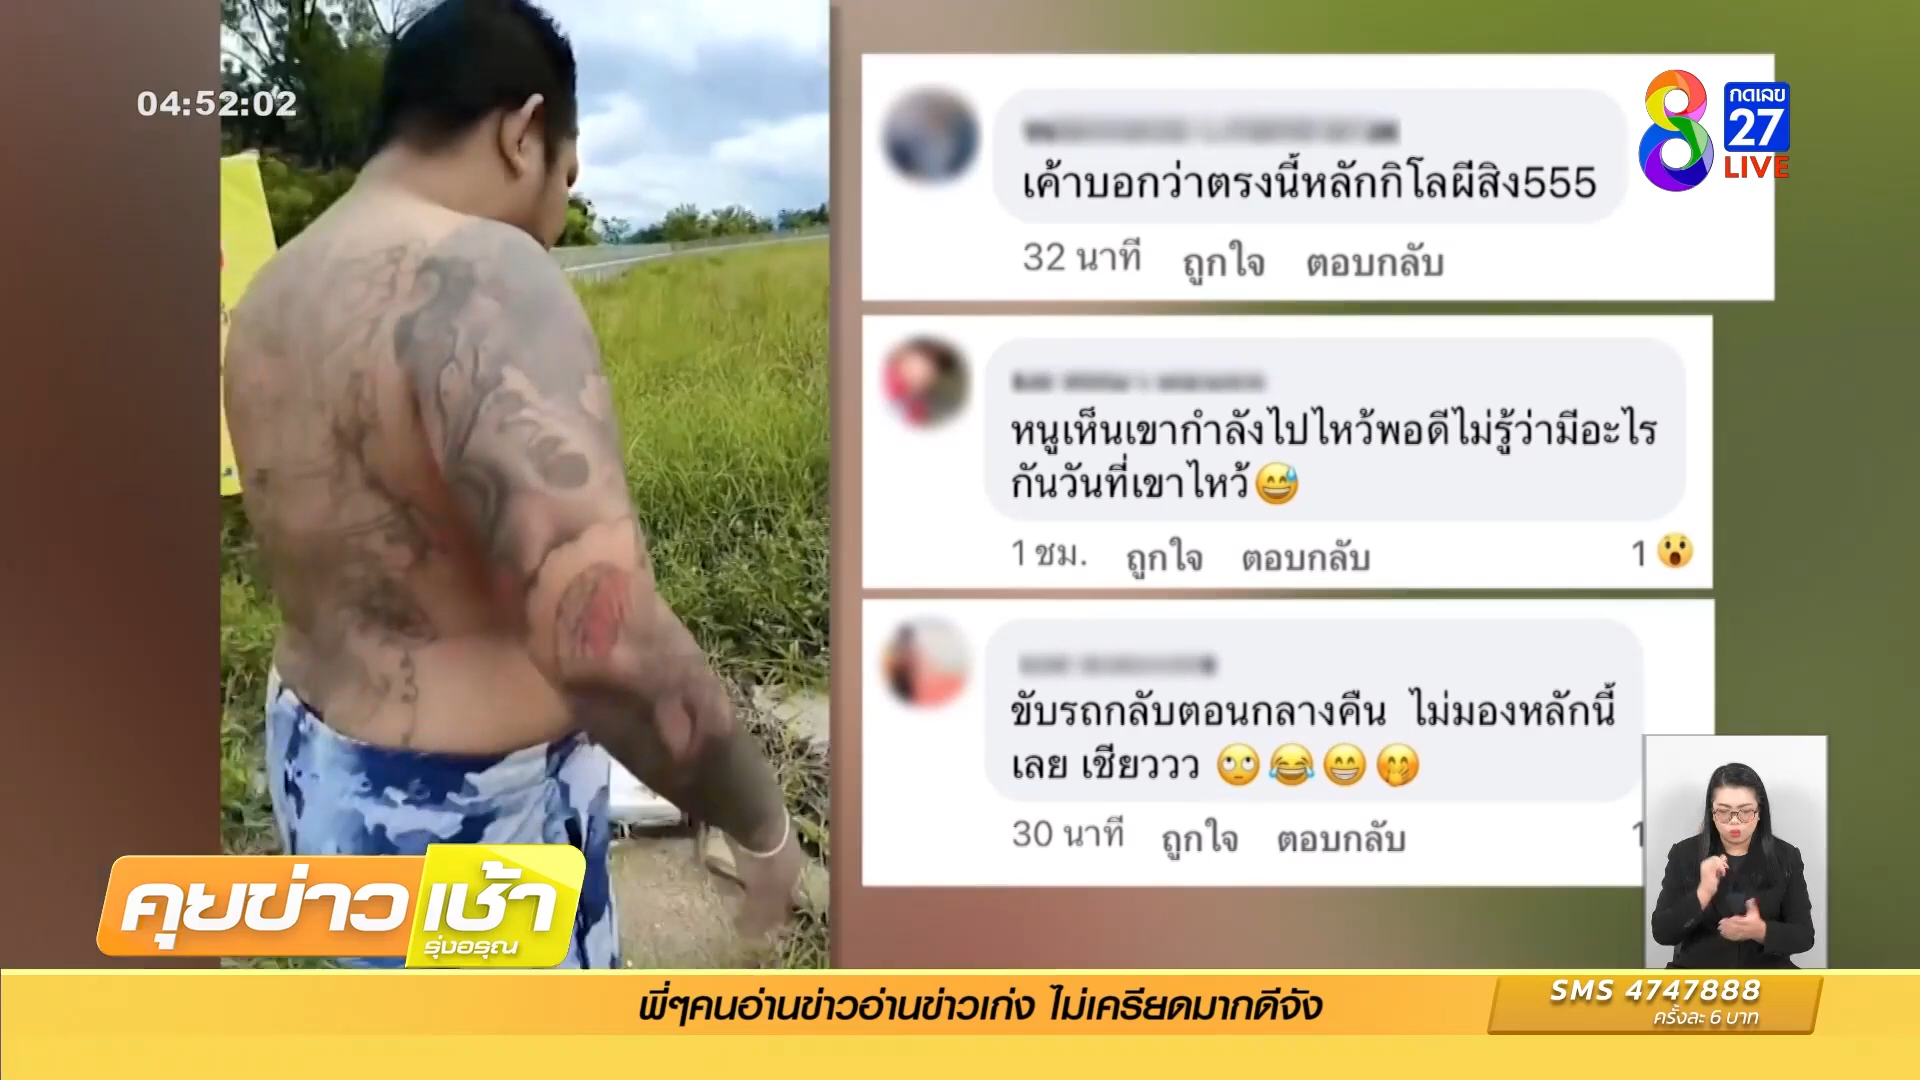 04:52:02
8
กดเลข
27
LIVE
เค้าบอกว่าตรงนี้หลักกิโลผีสิง555
32 นาที ถูกใจ ตอบกลับ
หนูเห็นเขากำลังไปไหว้พอดีไม่รู้ว่ามีอะไร
กันวันที่เขาไหว้😅
1 ชม. ถูกใจ ตอบกลับ
1 😮
ขับรถกลับตอนกลางคืน ไม่มองหลักนี้
เลย เชียววว 🙄😂😁🤭
30 นาที ถูกใจ ตอบกลับ
1
คุยข่าวเช้า
รุ่งอรุณ
พี่ๆคนอ่านข่าวอ่านข่าวเก่ง ไม่เครียดมากดีจัง
SMS 4747888
ครั้งละ 6 บาท